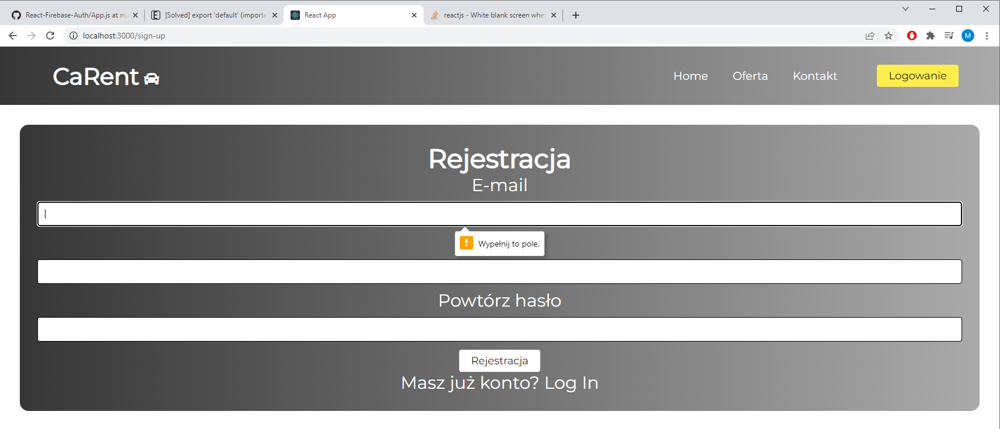 React-Firebase-Auth/App.js at ma
[Solved] export 'default' (importe
React App
reactjs - White blank screen when
localhost:3000/sign-up
M
CaRent
Home
Oferta
Kontakt
Logowanie
Rejestracja
E-mail
Wypełnij to pole.
Powtórz hasło
Rejestracja
Masz już konto? Log In